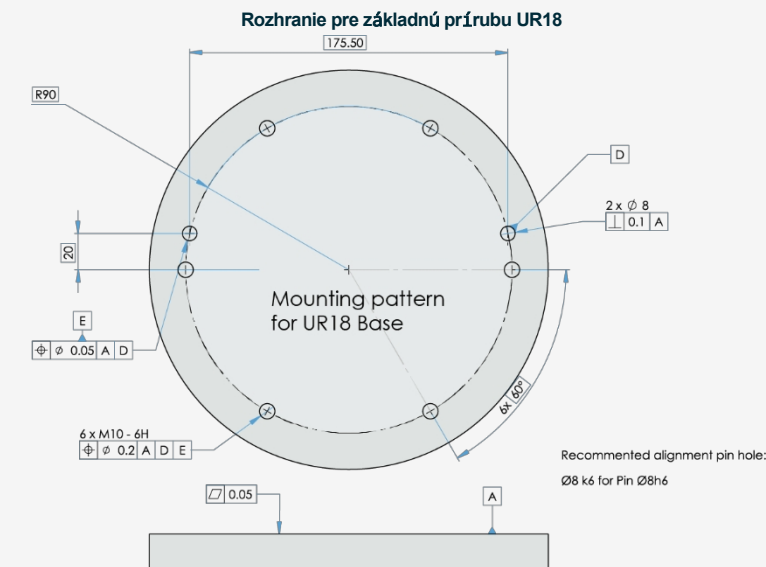 Rozhranie pre základnú prírubu UR18
175.50
R90
D
2 x Ø 8
⊥ 0.1 A
20
Mounting pattern
for UR18 Base
E
⌖ Ø 0.05 A D
6x 60°
6 x M10 - 6H
⌖ Ø 0.2 A D E
Recommented alignment pin hole:
Ø8 k6 for Pin Ø8h6
⏥ 0.05
A